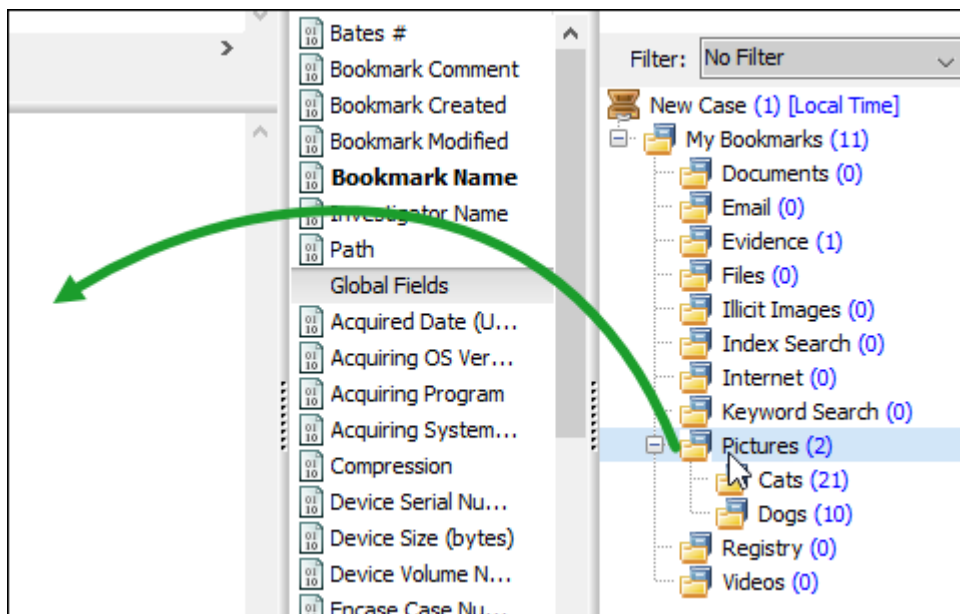 Bates #
Bookmark Comment
Bookmark Created
Bookmark Modified
Bookmark Name
Investigator Name
Path
Global Fields
Acquired Date (U...
Acquiring OS Ver...
Acquiring Program
Acquiring System...
Compression
Device Serial Nu...
Device Size (bytes)
Device Volume N...
Encase Case Nu...
Filter: No Filter
New Case (1) [Local Time]
My Bookmarks (11)
Documents (0)
Email (0)
Evidence (1)
Files (0)
Illicit Images (0)
Index Search (0)
Internet (0)
Keyword Search (0)
Pictures (2)
Cats (21)
Dogs (10)
Registry (0)
Videos (0)